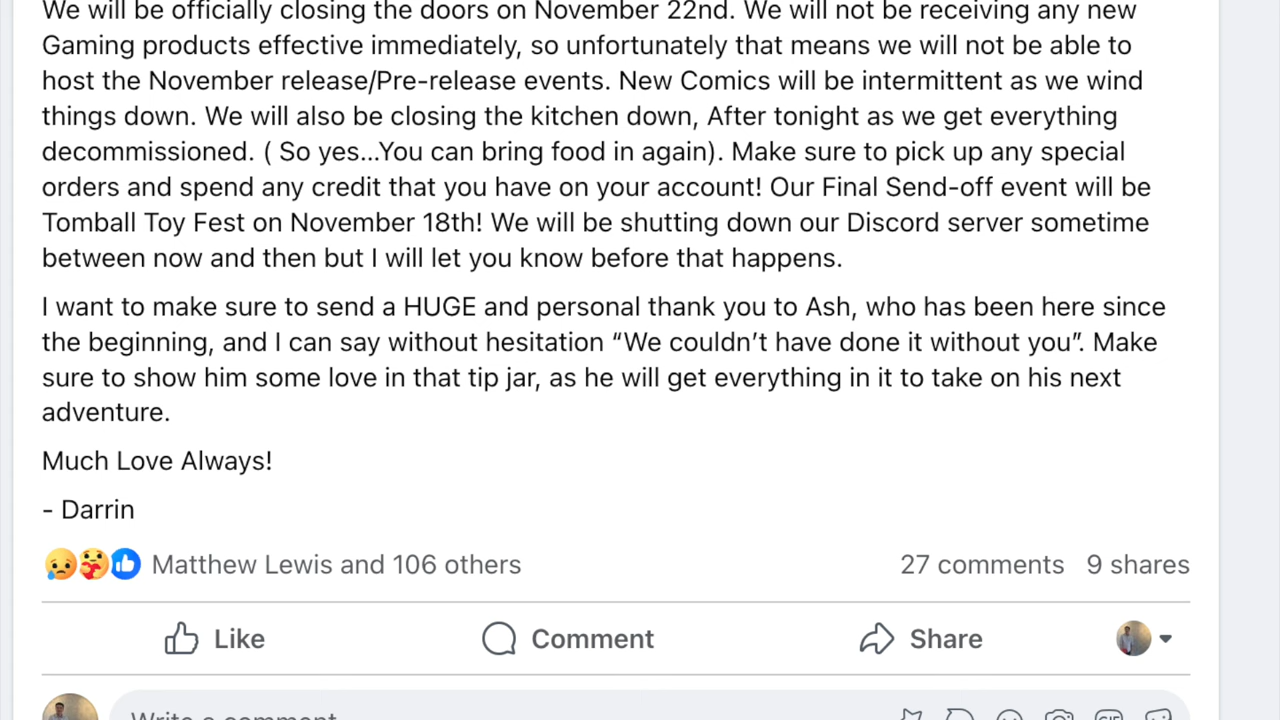 We will be officially closing the doors on November 22nd. We will not be receiving any new
Gaming products effective immediately, so unfortunately that means we will not be able to
host the November release/Pre-release events. New Comics will be intermittent as we wind
things down. We will also be closing the kitchen down, After tonight as we get everything
decommissioned. ( So yes...You can bring food in again). Make sure to pick up any special
orders and spend any credit that you have on your account! Our Final Send-off event will be
Tomball Toy Fest on November 18th! We will be shutting down our Discord server sometime
between now and then but I will let you know before that happens.
I want to make sure to send a HUGE and personal thank you to Ash, who has been here since
the beginning, and I can say without hesitation “We couldn’t have done it without you”. Make
sure to show him some love in that tip jar, as he will get everything in it to take on his next
adventure.
Much Love Always!
- Darrin
Matthew Lewis and 106 others 27 comments 9 shares
Like Comment Share
Write a comment
GIF